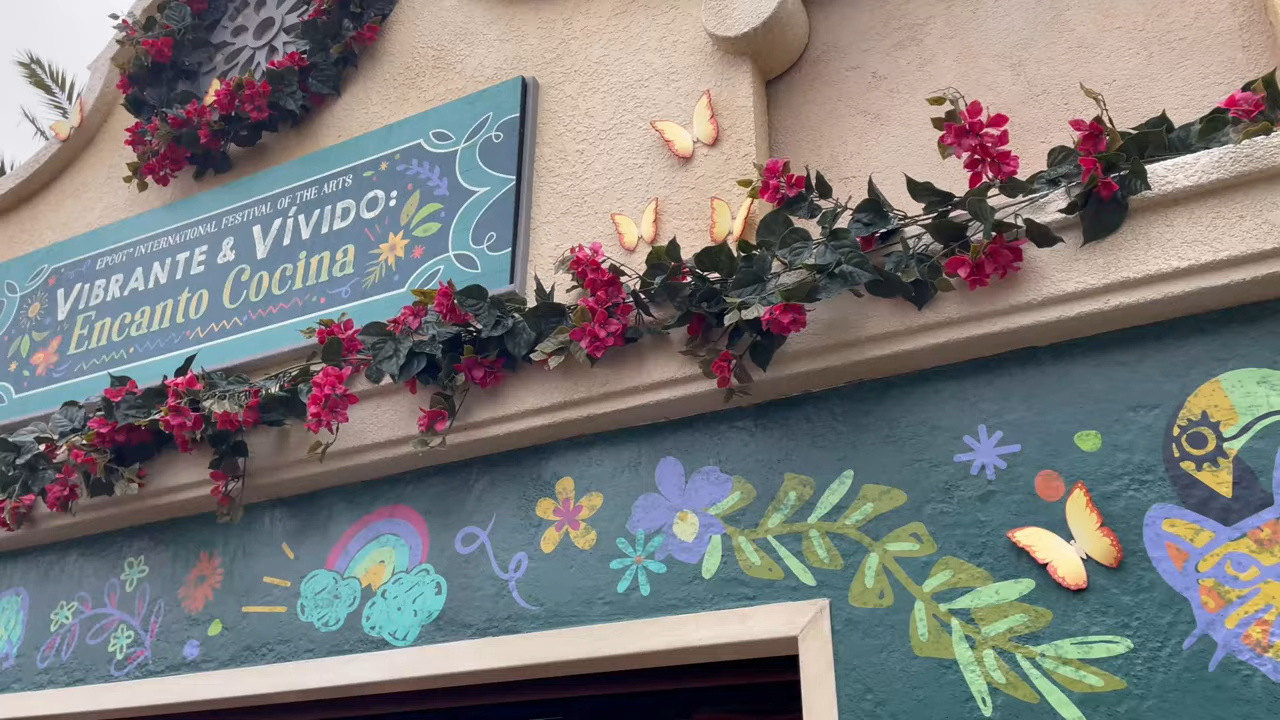 EPCOT® INTERNATIONAL FESTIVAL OF THE ARTS
VIBRANTE & VÍVIDO:
Encanto Cocina